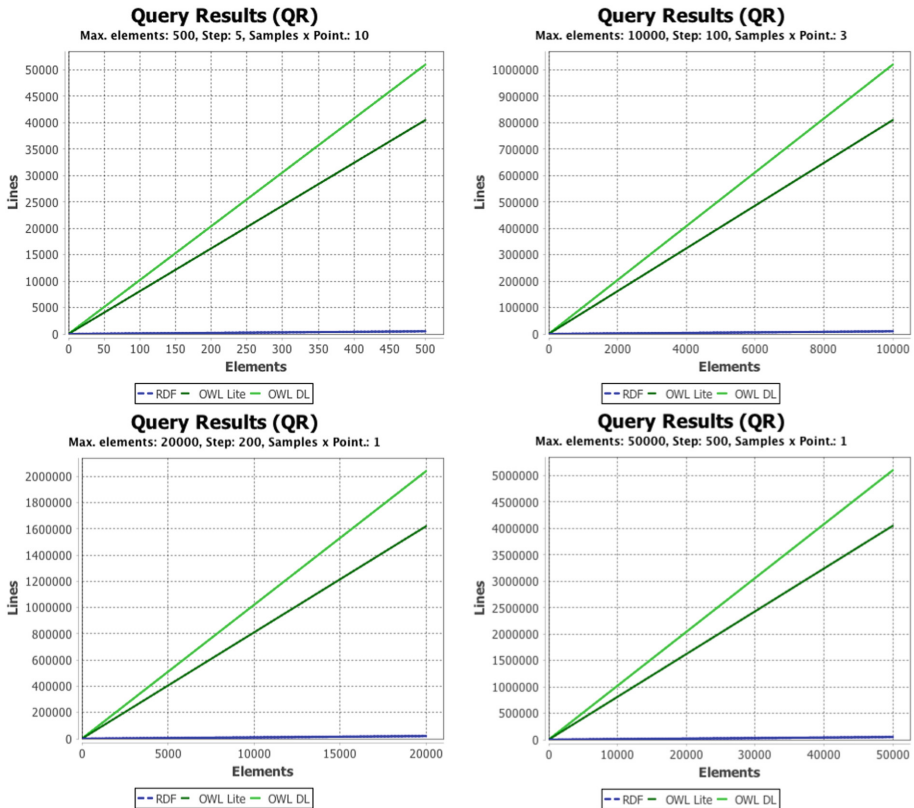 Query Results (QR)
Max. elements: 500, Step: 5, Samples x Point.: 10
50000
45000
40000
35000
30000
25000
20000
15000
10000
5000
0
Lines
0 50 100 150 200 250 300 350 400 450 500
Elements
RDF OWL Lite OWL DL
Query Results (QR)
Max. elements: 10000, Step: 100, Samples x Point.: 3
1000000
900000
800000
700000
600000
500000
400000
300000
200000
100000
0
Lines
0 2000 4000 6000 8000 10000
Elements
RDF OWL Lite OWL DL
Query Results (QR)
Max. elements: 20000, Step: 200, Samples x Point.: 1
2000000
1800000
1600000
1400000
1200000
1000000
800000
600000
400000
200000
0
Lines
0 5000 10000 15000 20000
Elements
RDF OWL Lite OWL DL
Query Results (QR)
Max. elements: 50000, Step: 500, Samples x Point.: 1
5000000
4500000
4000000
3500000
3000000
2500000
2000000
1500000
1000000
500000
0
Lines
0 10000 20000 30000 40000 50000
Elements
RDF OWL Lite OWL DL